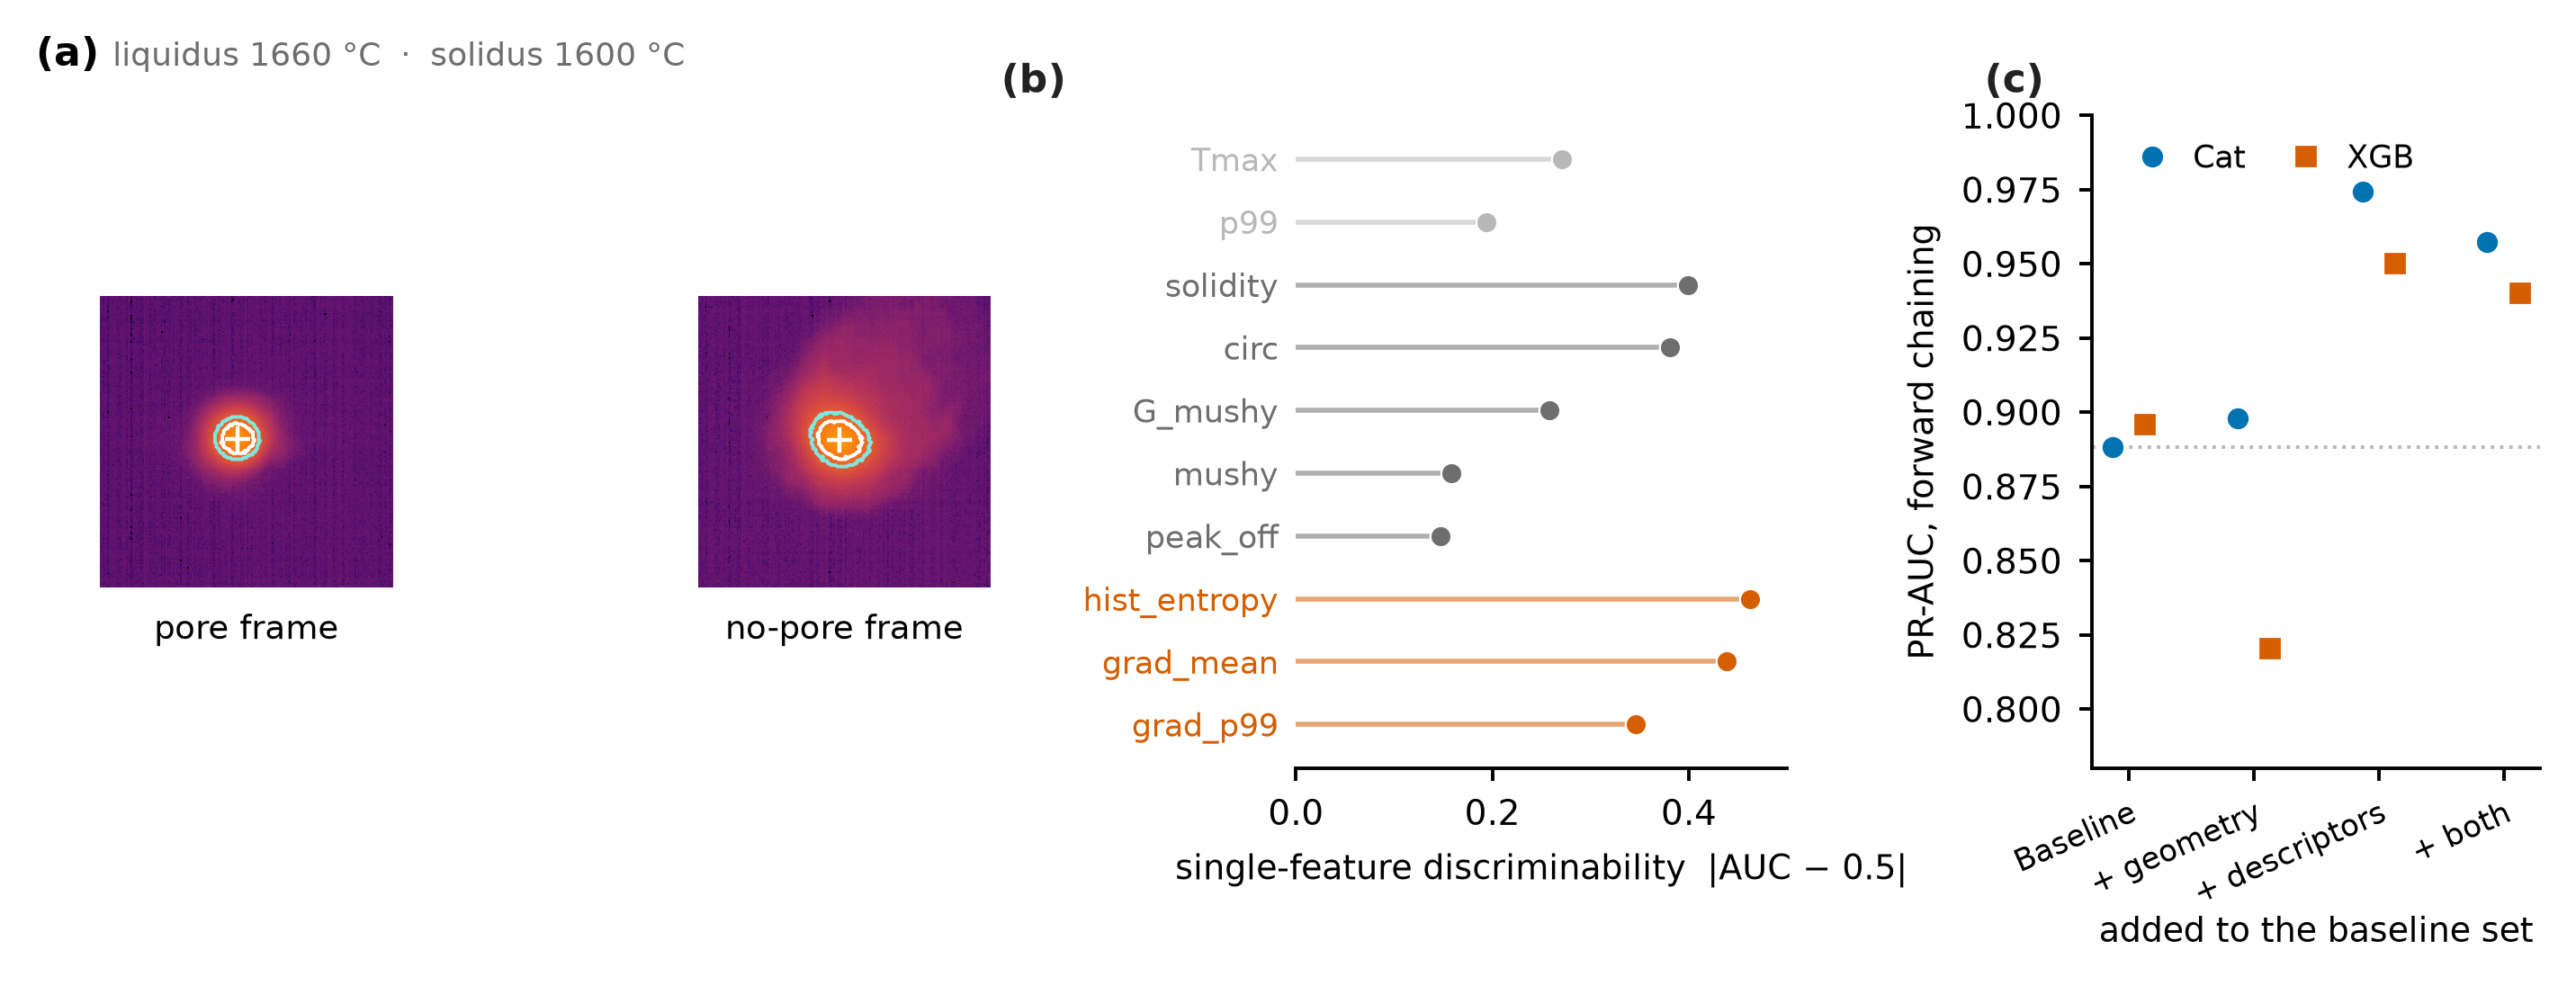 (a) liquidus 1660 °C · solidus 1600 °C
pore frame
no-pore frame
(b)
Tmax
p99
solidity
circ
G_mushy
mushy
peak_off
hist_entropy
grad_mean
grad_p99
0.0 0.2 0.4
single-feature discriminability |AUC − 0.5|
(c)
PR-AUC, forward chaining
1.000
0.975
0.950
0.925
0.900
0.875
0.850
0.825
0.800
Cat XGB
Baseline
+ geometry
+ descriptors
+ both
added to the baseline set